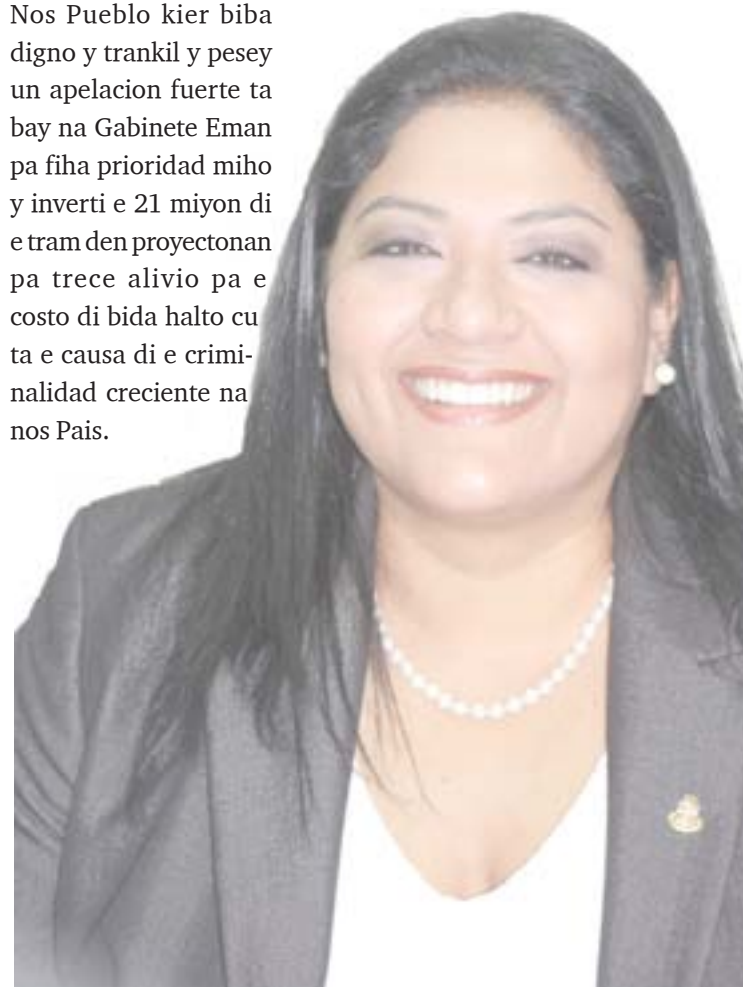 Nos Pueblo kier biba
digno y trankil y pesey
un apelacion fuerte ta
bay na Gabinete Eman
pa fiha prioridad miho
y inverti e 21 miyon di
e tram den proyectonan
pa trece alivio pa e
costo di bida halto cu
ta e causa di e crimi-
nalidad creciente na
nos Pais.